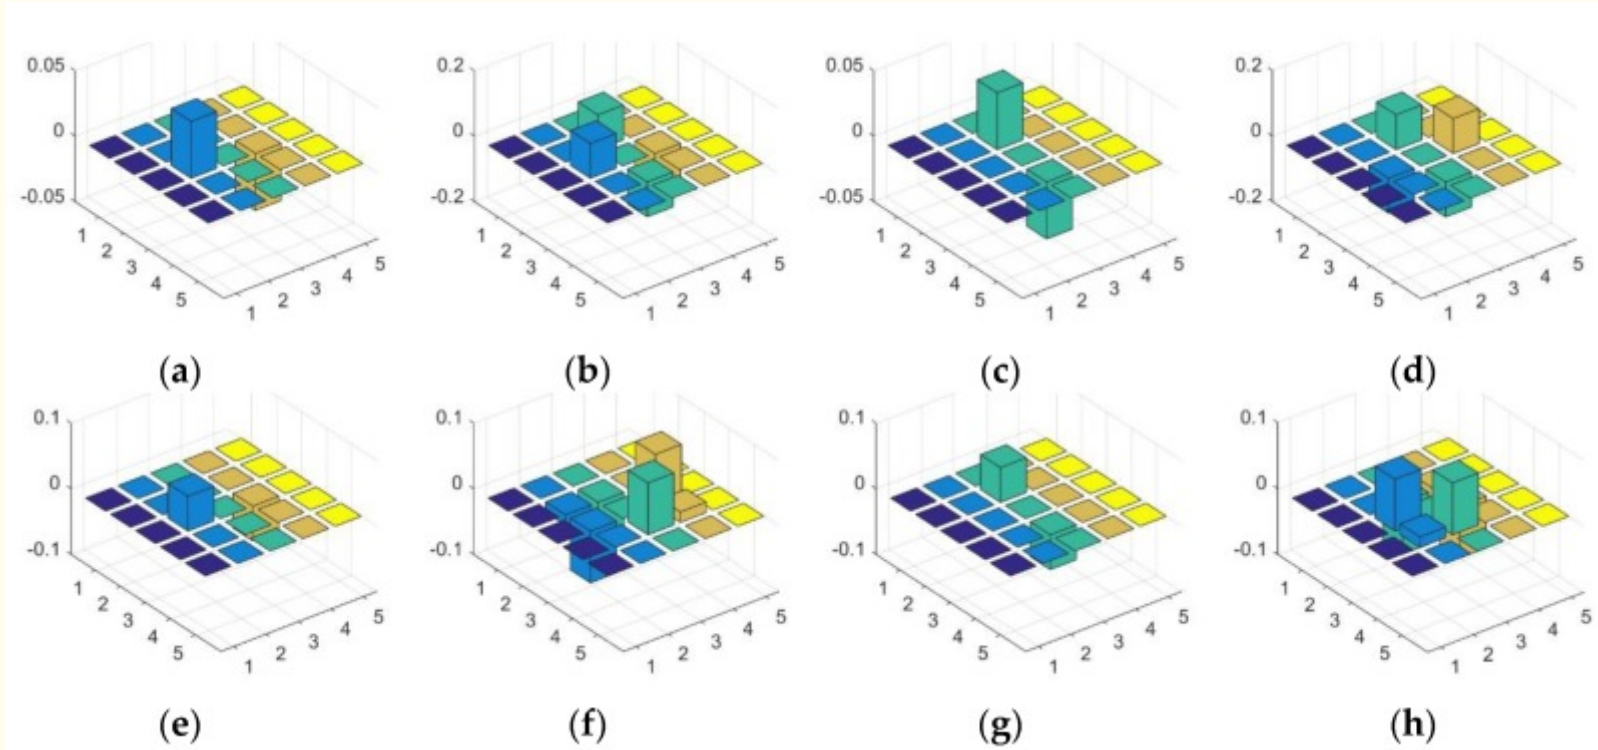 0.05 0.2 0.05 0.2
0 0 0 0
-0.05 -0.2 -0.05 -0.2
1 2 3 4 5 1 2 3 4 5 1 2 3 4 5 1 2 3 4 5
1 2 3 4 5 1 2 3 4 5 1 2 3 4 5 1 2 3 4 5
(a) (b) (c) (d)
0.1 0.1 0.1 0.1
0 0 0 0
-0.1 -0.1 -0.1 -0.1
1 2 3 4 5 1 2 3 4 5 1 2 3 4 5 1 2 3 4 5
1 2 3 4 5 1 2 3 4 5 1 2 3 4 5 1 2 3 4 5
(e) (f) (g) (h)